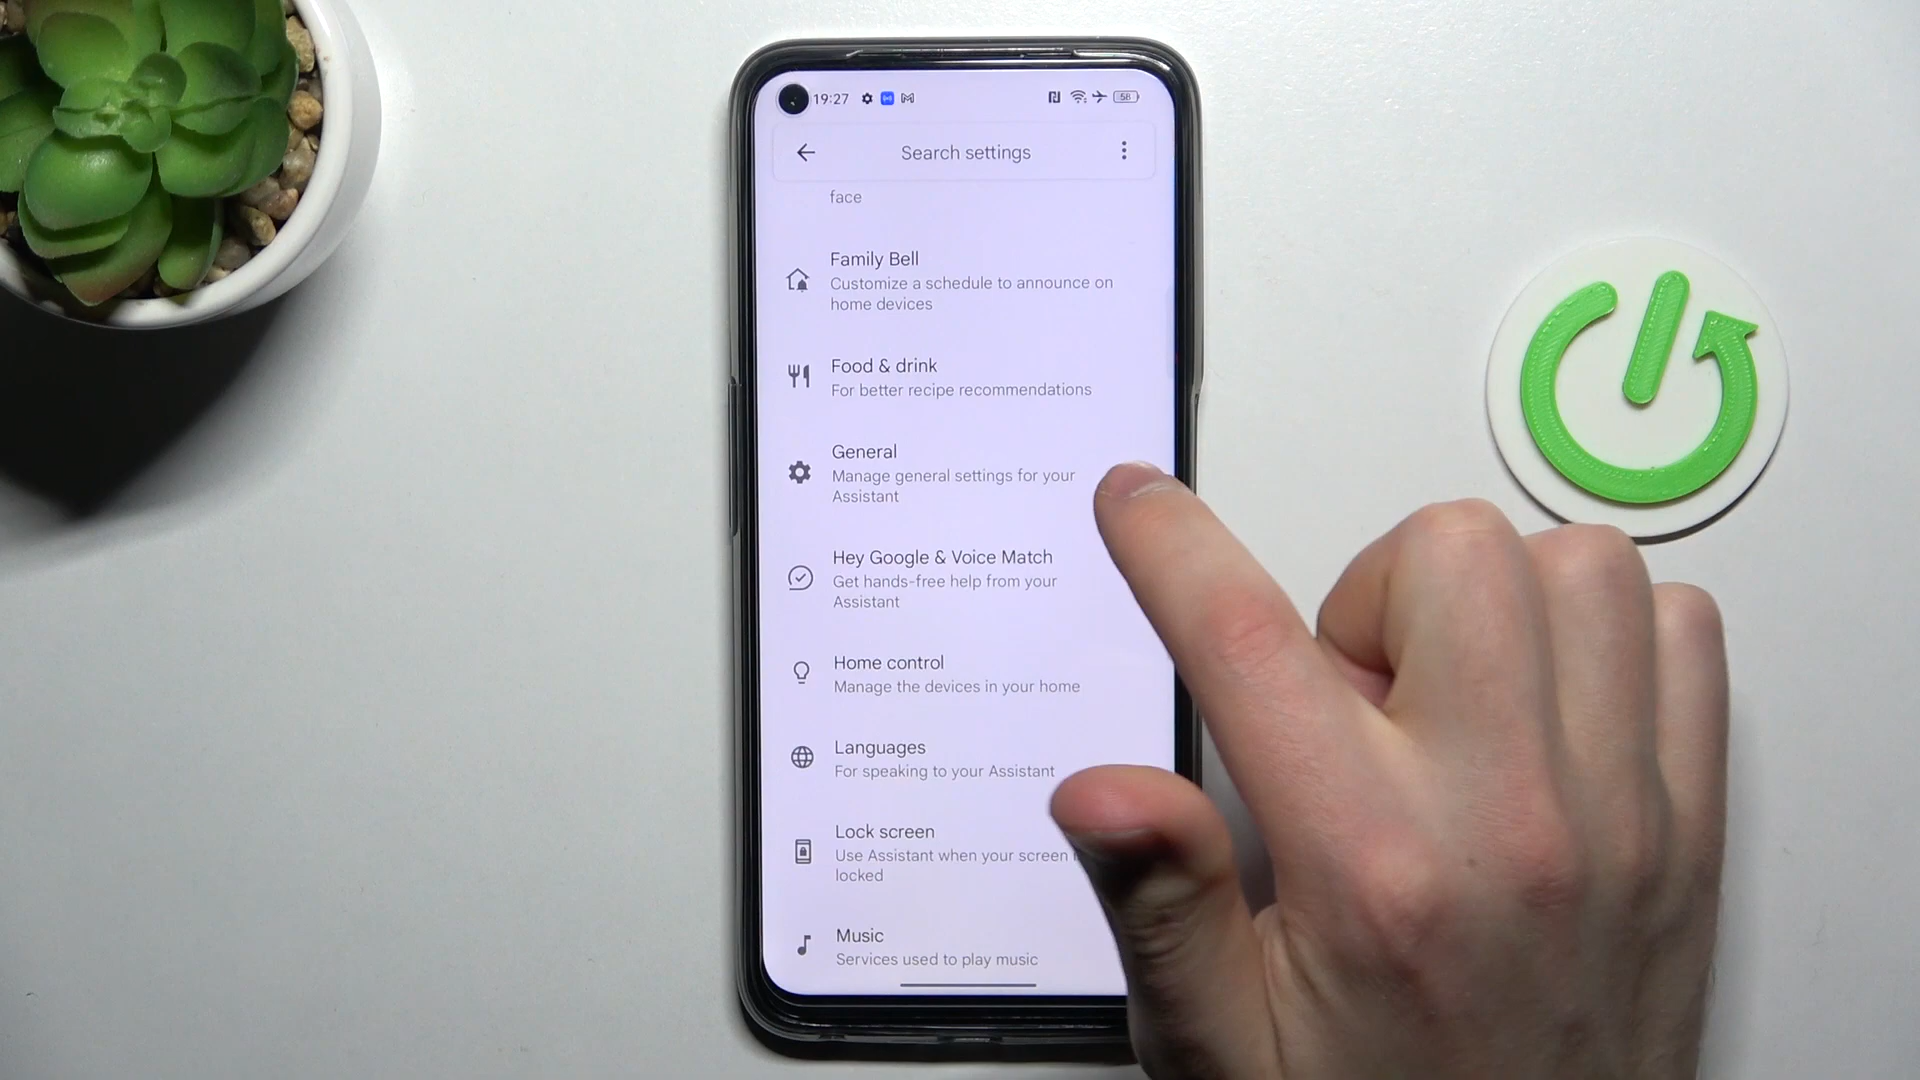 19:27
58
Search settings
face
Family Bell
Customize a schedule to announce on
home devices
Food & drink
For better recipe recommendations
General
Manage general settings for your
Assistant
Hey Google & Voice Match
Get hands-free help from your
Assistant
Home control
Manage the devices in your home
Languages
For speaking to your Assistant
Lock screen
Use Assistant when your screen
locked
Music
Services used to play music